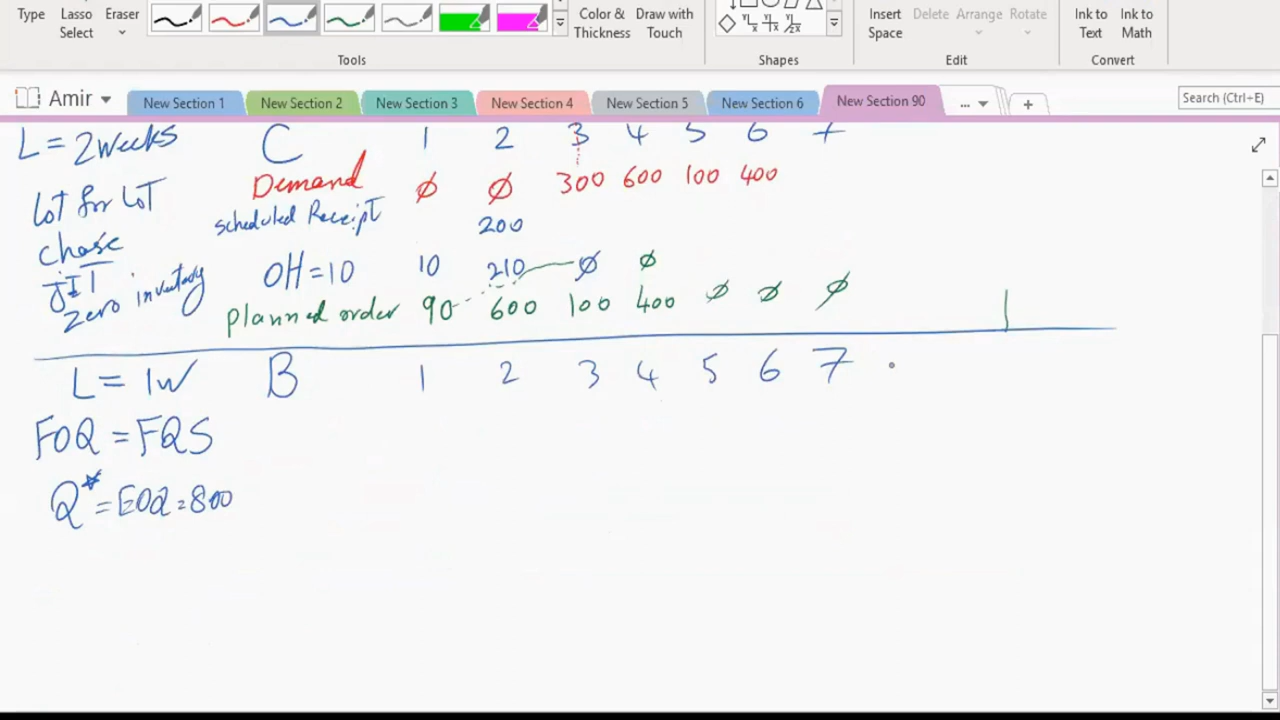 Type Lasso Select Eraser Color & Thickness Draw with Touch Insert Space Delete Arrange Rotate Ink to Text Ink to Math
Tools Shapes Edit Convert
Amir New Section 1 New Section 2 New Section 3 New Section 4 New Section 5 New Section 6 New Section 90 ... + Search (Ctrl+E)
L = 2weeks C 1 2 3 4 5 6 7
Demand ∅ ∅ 300 600 100 400
Lot for Lot scheduled Receipt 200
chase
JIT OH=10 10 210 ∅ ∅
Zero inventory planned order 90 600 100 400 ∅ ∅ ∅
L = 1W B 1 2 3 4 5 6 7
FOQ = FQS
Q* = EOQ = 800